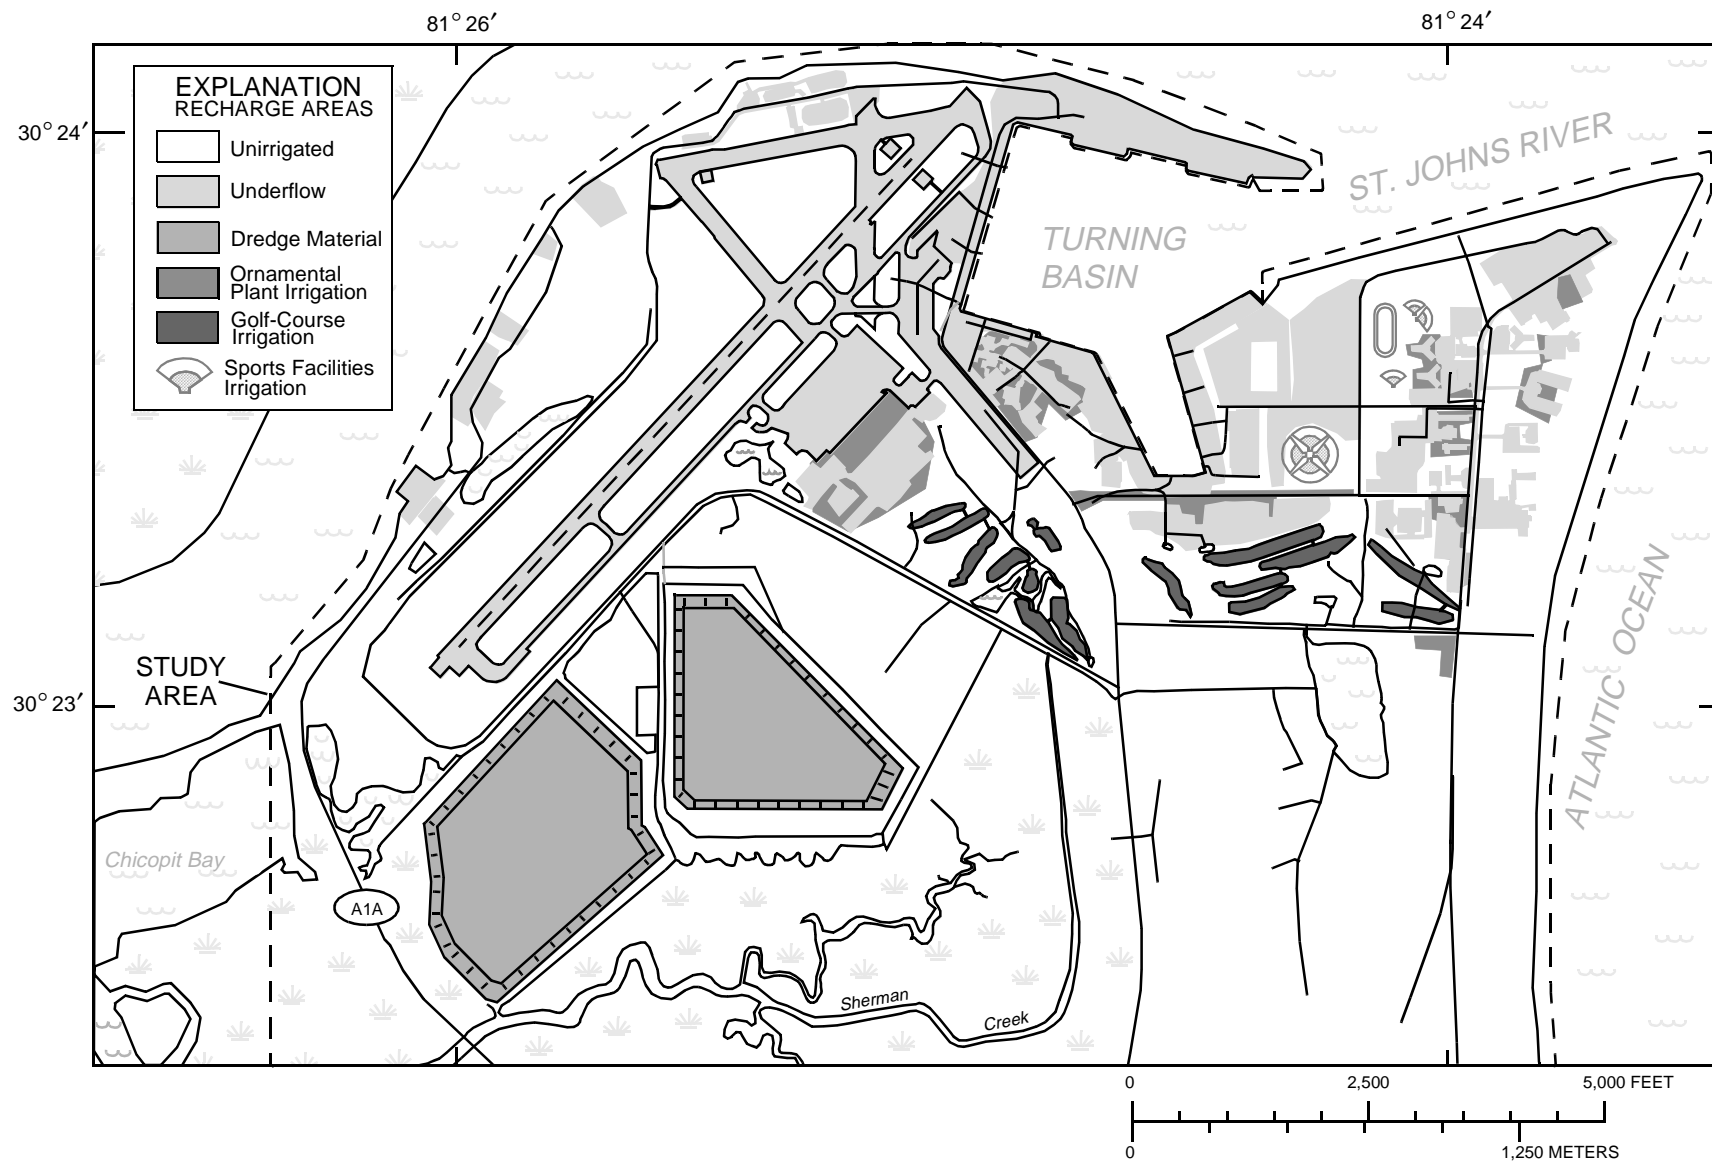 81° 26′
81° 24′
EXPLANATION
RECHARGE AREAS
Unirrigated
Underflow
Dredge Material
Ornamental
Plant Irrigation
Golf-Course
Irrigation
Sports Facilities
Irrigation
30° 24′
ST. JOHNS RIVER
TURNING
BASIN
STUDY
AREA
30° 23′
ATLANTIC OCEAN
Chicopit Bay
A1A
Sherman
Creek
0
2,500
5,000 FEET
0
1,250 METERS